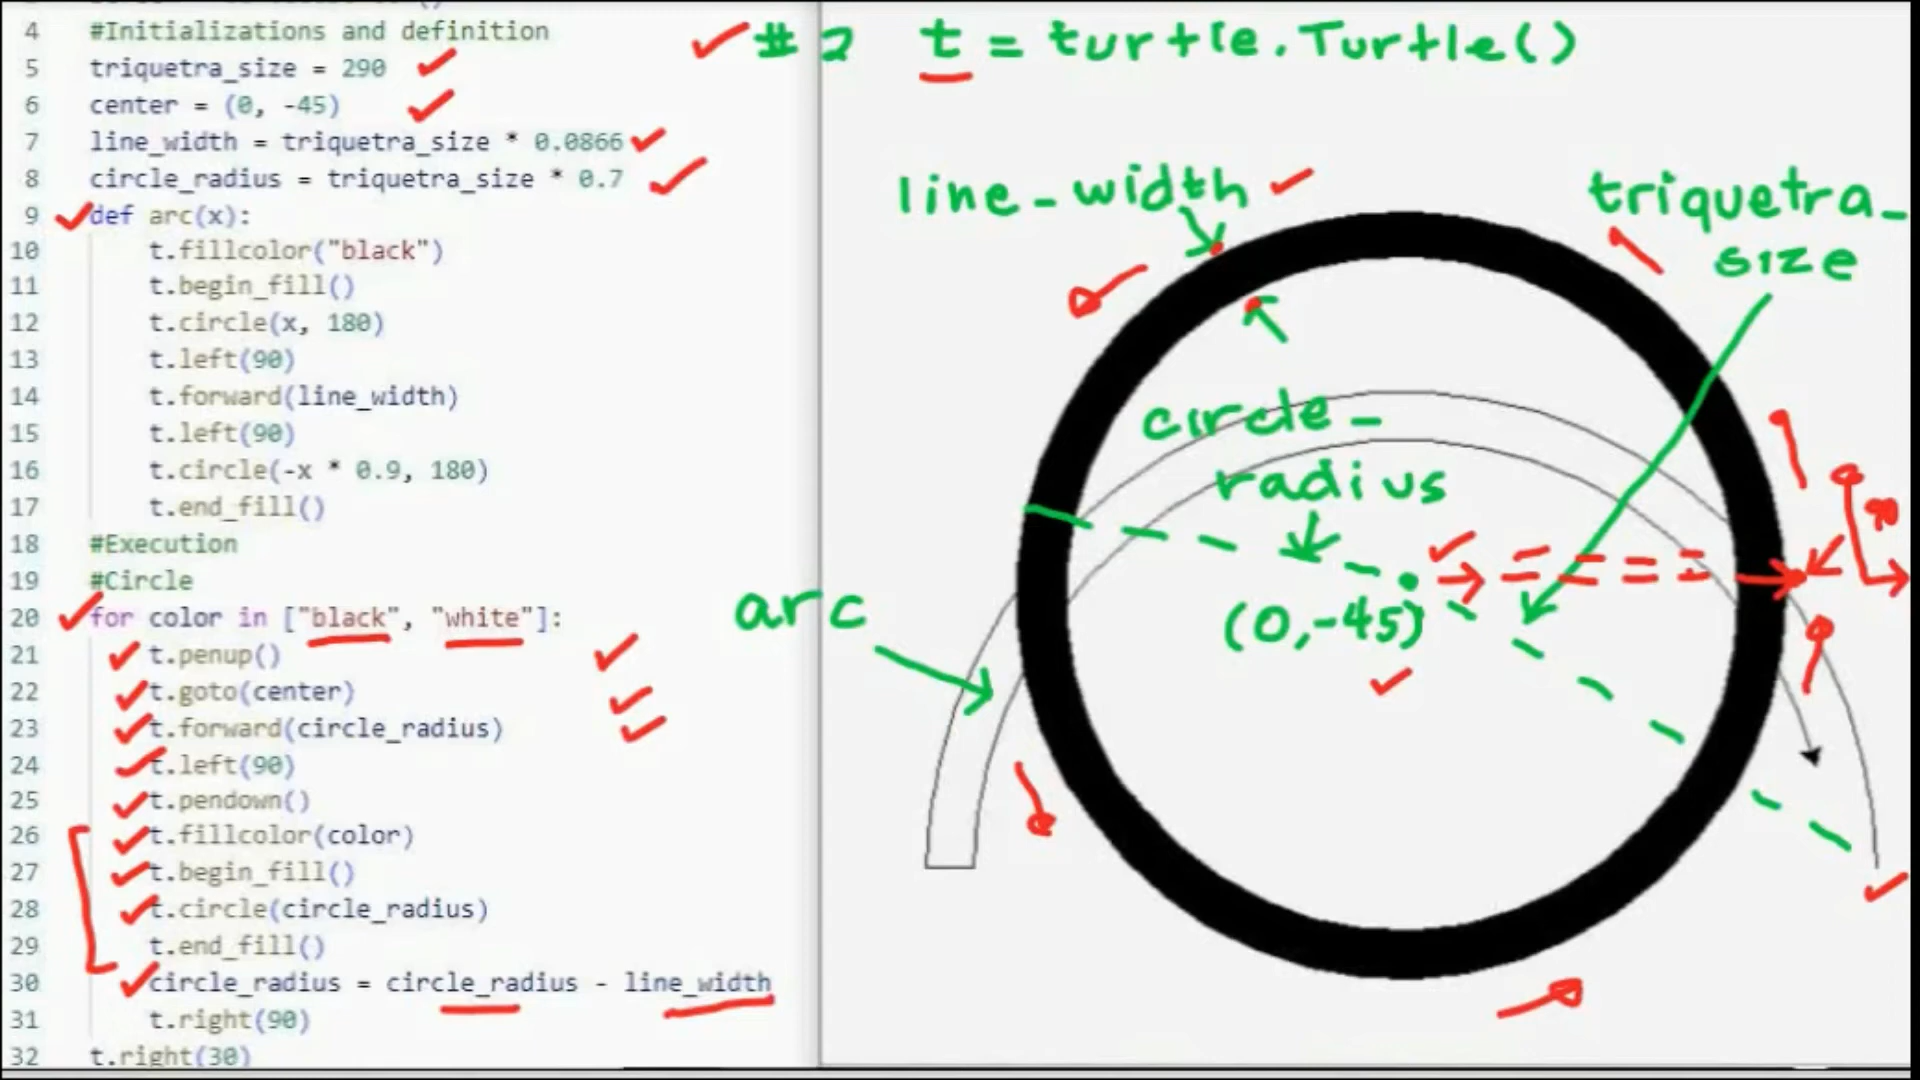 4 #Initializations and definition
5 triquetra_size = 290
6 center = (0, -45)
7 line_width = triquetra_size * 0.0866
8 circle_radius = triquetra_size * 0.7
9 def arc(x):
10 t.fillcolor("black")
11 t.begin_fill()
12 t.circle(x, 180)
13 t.left(90)
14 t.forward(line_width)
15 t.left(90)
16 t.circle(-x * 0.9, 180)
17 t.end_fill()
18 #Execution
19 #Circle
20 for color in ["black", "white"]:
21 t.penup()
22 t.goto(center)
23 t.forward(circle_radius)
24 t.left(90)
25 t.pendown()
26 t.fillcolor(color)
27 t.begin_fill()
28 t.circle(circle_radius)
29 t.end_fill()
30 circle_radius = circle_radius - line_width
31 t.right(90)
32 t.right(30)
#2 t = turtle.Turtle()
line_width
triquetra_
size
circle_
radius
90
arc
(0,-45)